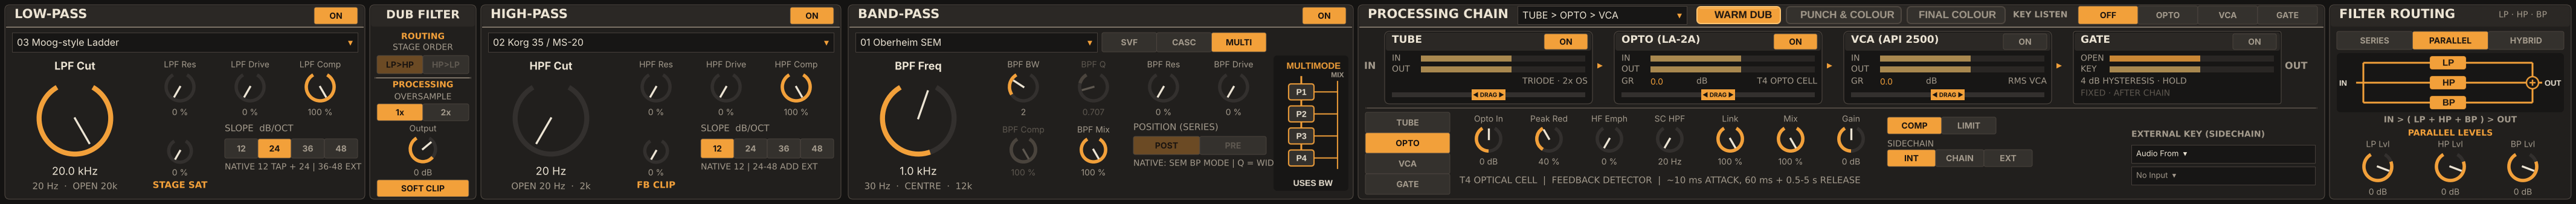 LOW-PASS
ON
03 Moog-style Ladder ▾
LPF Cut
20.0 kHz
20 Hz · OPEN 20k
LPF Res
0 %
LPF Drive
0 %
LPF Comp
100 %
0 %
STAGE SAT
SLOPE dB/OCT
12 24 36 48
NATIVE 12 TAP + 24 | 36-48 EXT
DUB FILTER
ROUTING
STAGE ORDER
LP>HP HP>LP
PROCESSING
OVERSAMPLE
1x 2x
Output
0 dB
SOFT CLIP
HIGH-PASS
ON
02 Korg 35 / MS-20 ▾
HPF Cut
20 Hz
OPEN 20 Hz · 2k
HPF Res
0 %
HPF Drive
0 %
HPF Comp
100 %
0 %
FB CLIP
SLOPE dB/OCT
12 24 36 48
NATIVE 12 | 24-48 ADD EXT
BAND-PASS
ON
01 Oberheim SEM ▾
SVF CASC MULTI
BPF Freq
1.0 kHz
30 Hz · CENTRE · 12k
BPF BW
2
BPF Q
0.707
BPF Res
0 %
BPF Drive
0 %
BPF Comp
100 %
BPF Mix
100 %
POSITION (SERIES)
POST PRE
NATIVE: SEM BP MODE | Q = WID
MULTIMODE
MIX
P1
P2
P3
P4
USES BW
PROCESSING CHAIN
TUBE > OPTO > VCA ▾
WARM DUB
PUNCH & COLOUR
FINAL COLOUR
KEY LISTEN
OFF OPTO VCA GATE
IN
TUBE
ON
IN
OUT
TRIODE · 2x OS
◀ DRAG ▶
OPTO (LA-2A)
ON
IN
OUT
GR 0.0 dB T4 OPTO CELL
◀ DRAG ▶
VCA (API 2500)
ON
IN
OUT
GR 0.0 dB RMS VCA
◀ DRAG ▶
GATE
ON
OPEN
KEY
4 dB HYSTERESIS · HOLD
FIXED · AFTER CHAIN
OUT
TUBE
OPTO
VCA
GATE
Opto In
0 dB
Peak Red
40 %
HF Emph
0 %
SC HPF
20 Hz
Link
100 %
Mix
100 %
Gain
0 dB
COMP LIMIT
SIDECHAIN
INT CHAIN EXT
T4 OPTICAL CELL | FEEDBACK DETECTOR | ~10 ms ATTACK, 60 ms + 0.5-5 s RELEASE
EXTERNAL KEY (SIDECHAIN)
Audio From ▾
No Input ▾
FILTER ROUTING
LP · HP · BP
SERIES PARALLEL HYBRID
IN
LP
HP
BP
+
OUT
IN > ( LP + HP + BP ) > OUT
PARALLEL LEVELS
LP Lvl
0 dB
HP Lvl
0 dB
BP Lvl
0 dB